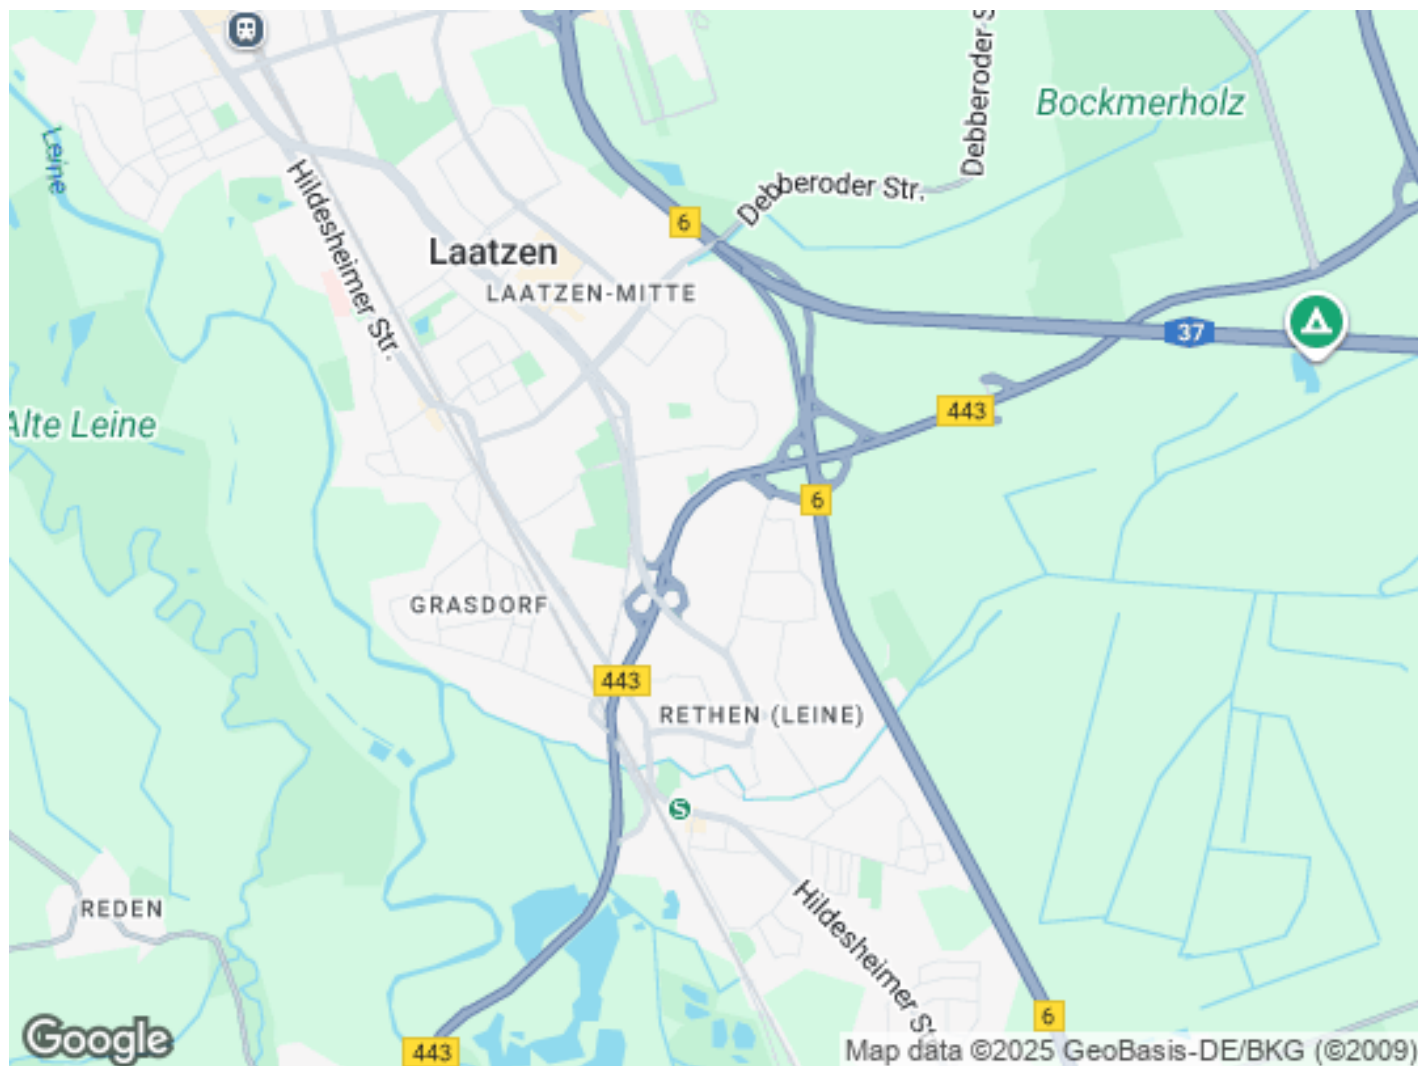 Debberoder S
Bockmerholz
Leine
Hildesheimer Str.
Debberoder Str.
6
Laatzen
LAATZEN-MITTE
37
443
Alte Leine
6
GRASDORF
443
RETHEN (LEINE)
S
REDEN
Hildesheimer Str
6
443
Google
Map data ©2025 GeoBasis-DE/BKG (©2009)